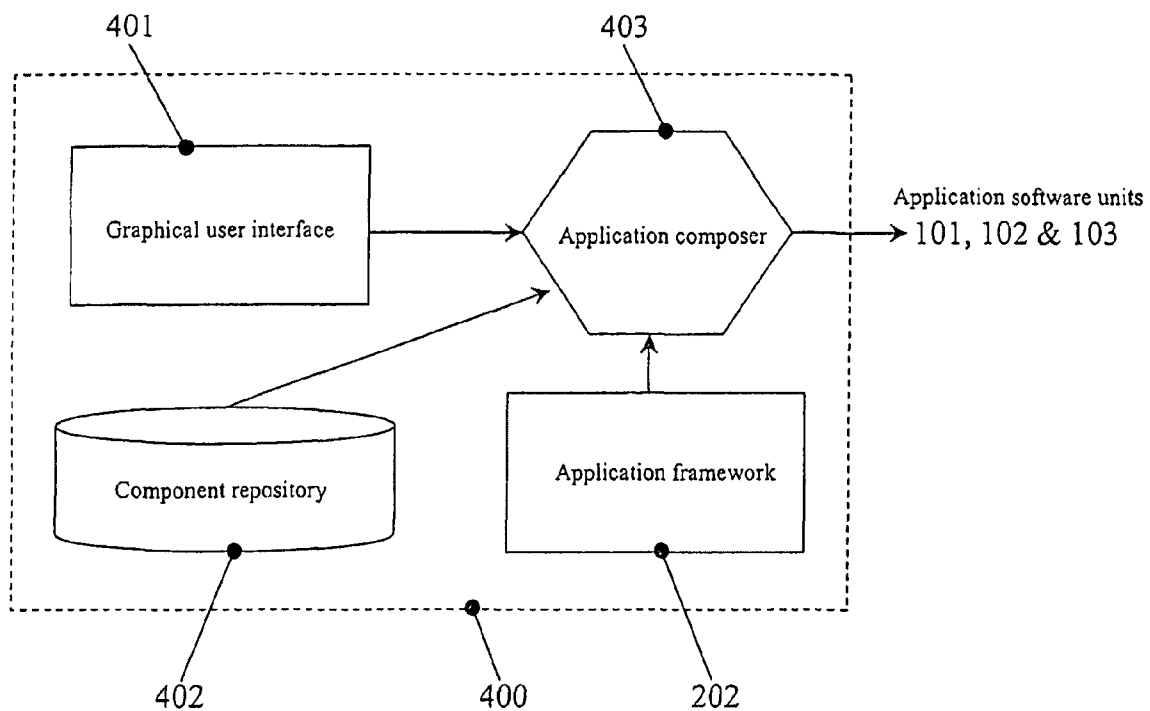 401
403
Graphical user interface
Application composer
Application software units
101, 102 & 103
Component repository
Application framework
402
400
202